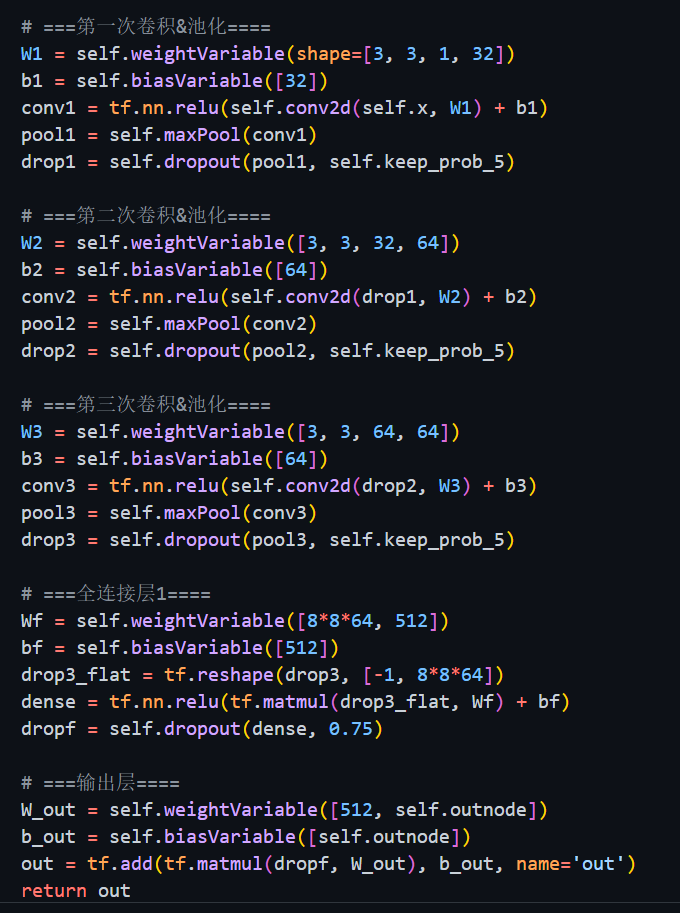 # ===第一次卷积&池化====
W1 = self.weightVariable(shape=[3, 3, 1, 32])
b1 = self.biasVariable([32])
conv1 = tf.nn.relu(self.conv2d(self.x, W1) + b1)
pool1 = self.maxPool(conv1)
drop1 = self.dropout(pool1, self.keep_prob_5)
# ===第二次卷积&池化====
W2 = self.weightVariable([3, 3, 32, 64])
b2 = self.biasVariable([64])
conv2 = tf.nn.relu(self.conv2d(drop1, W2) + b2)
pool2 = self.maxPool(conv2)
drop2 = self.dropout(pool2, self.keep_prob_5)
# ===第三次卷积&池化====
W3 = self.weightVariable([3, 3, 64, 64])
b3 = self.biasVariable([64])
conv3 = tf.nn.relu(self.conv2d(drop2, W3) + b3)
pool3 = self.maxPool(conv3)
drop3 = self.dropout(pool3, self.keep_prob_5)
# ===全连接层1====
Wf = self.weightVariable([8*8*64, 512])
bf = self.biasVariable([512])
drop3_flat = tf.reshape(drop3, [-1, 8*8*64])
dense = tf.nn.relu(tf.matmul(drop3_flat, Wf) + bf)
dropf = self.dropout(dense, 0.75)
# ===输出层====
W_out = self.weightVariable([512, self.outnode])
b_out = self.biasVariable([self.outnode])
out = tf.add(tf.matmul(dropf, W_out), b_out, name='out')
return out